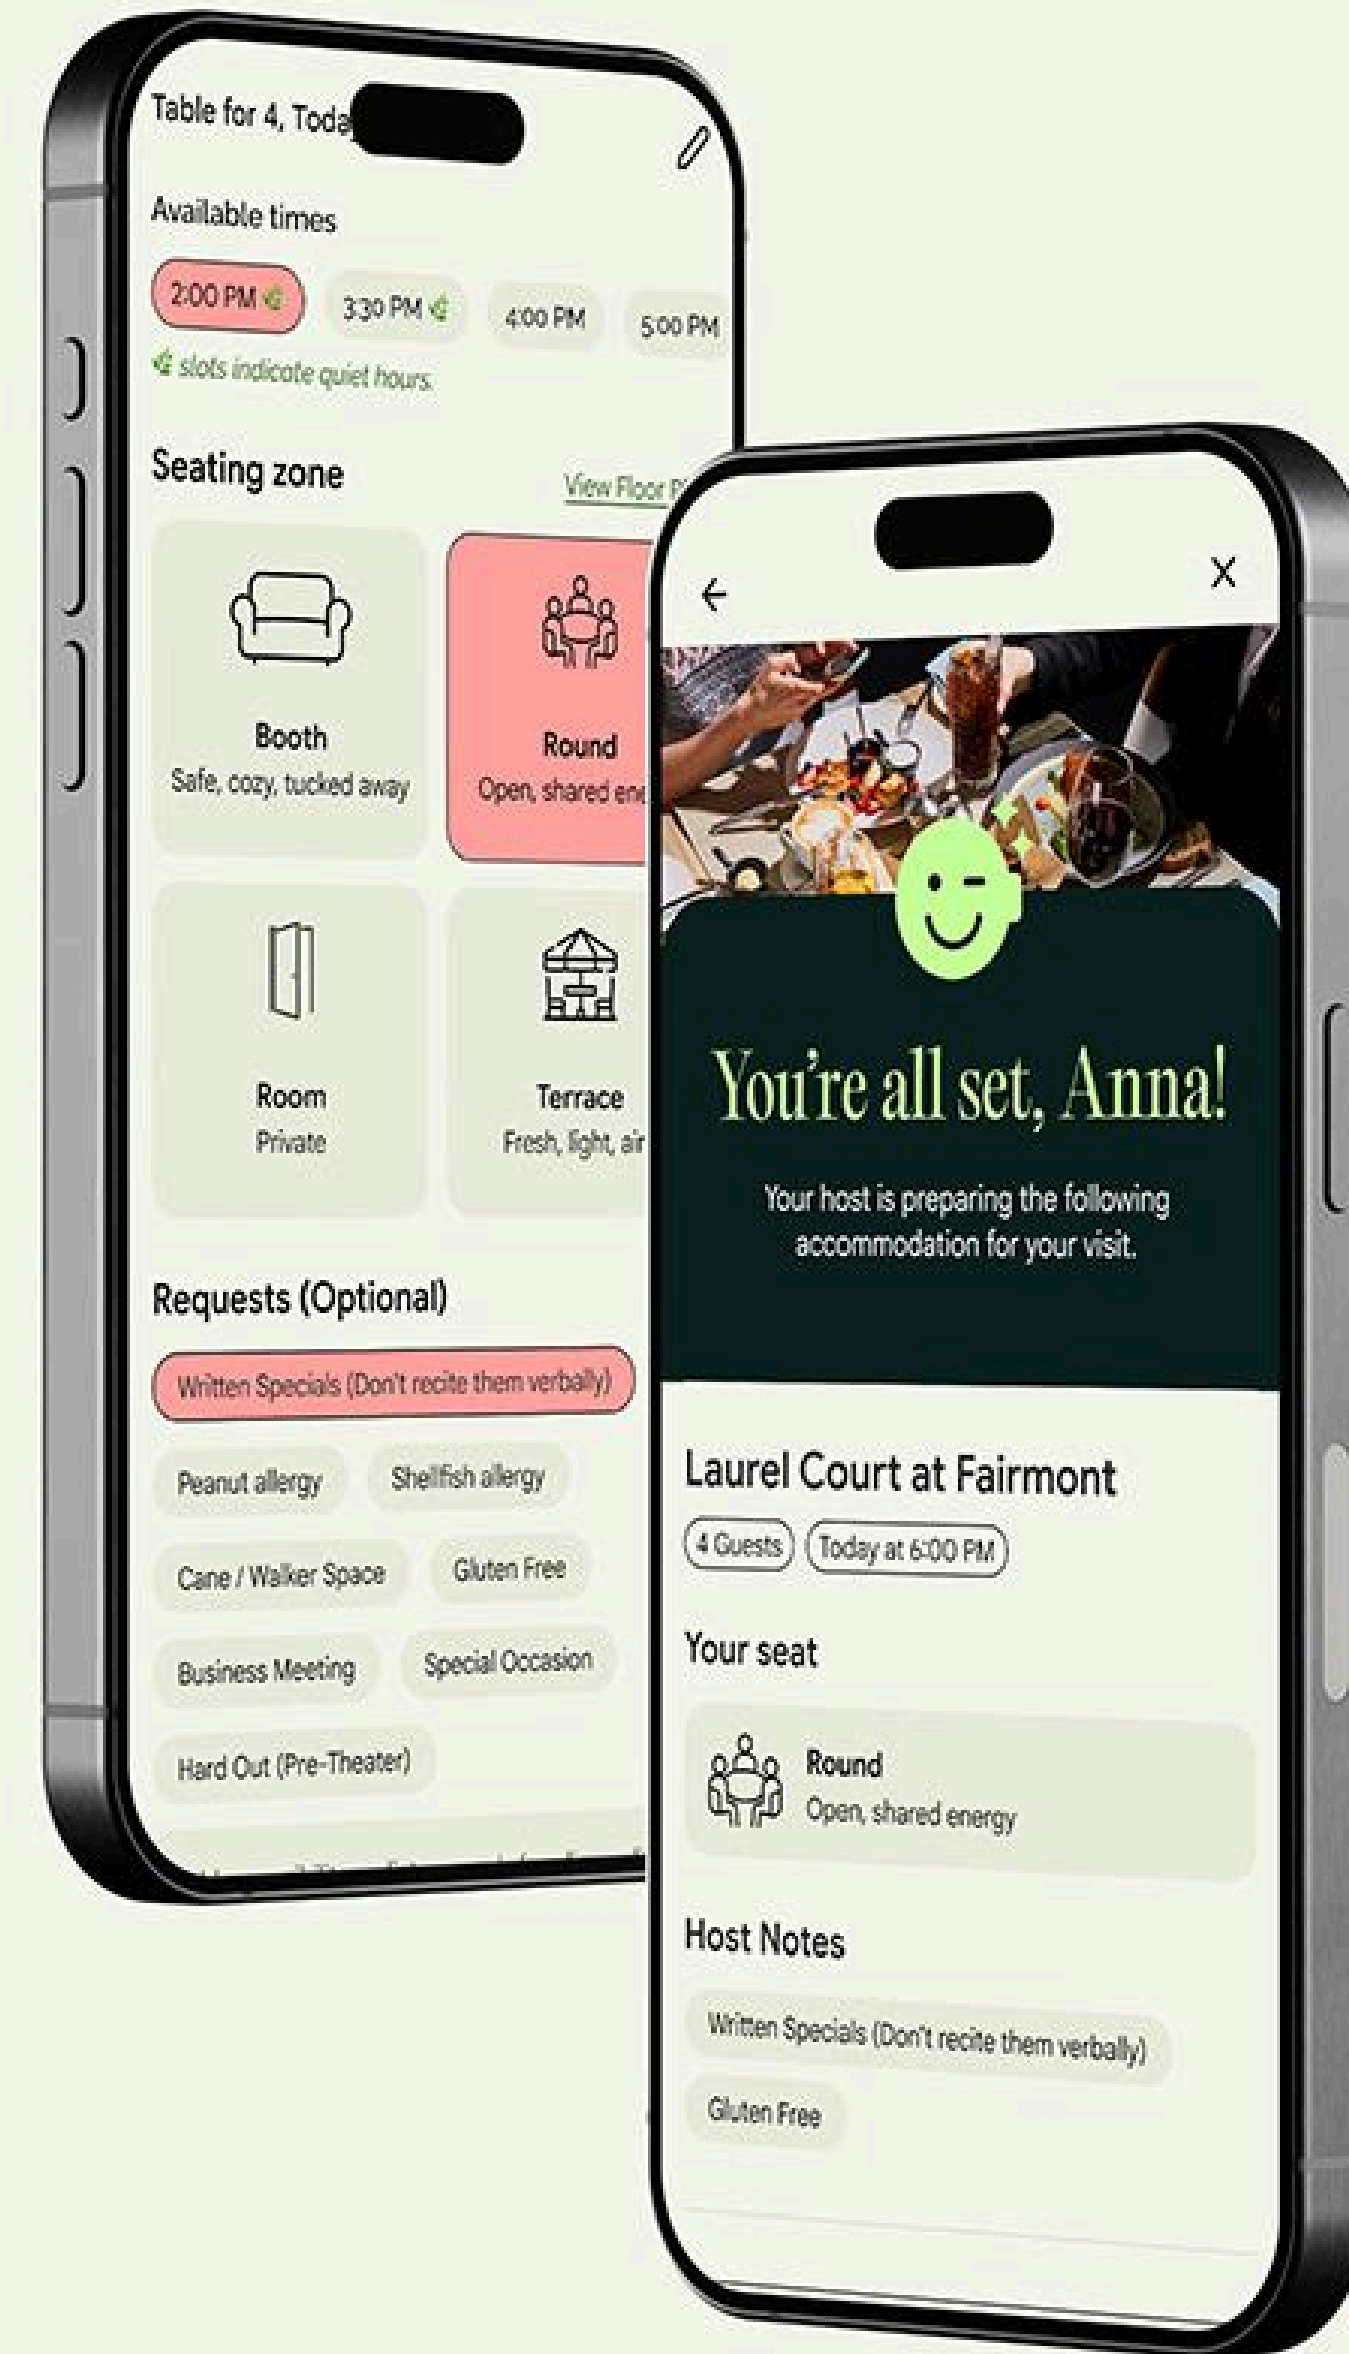 Table for 4, Toda
Available times
2:00 PM
3:30 PM
4:00 PM
5:00 PM
slots indicate quiet hours.
Seating zone
View Floor
Booth
Safe, cozy, tucked away
Round
Open, shared ene
Room
Private
Terrace
Fresh, light, air
Requests (Optional)
Written Specials (Don't recite them verbally)
Peanut allergy
Shellfish allergy
Cane / Walker Space
Gluten Free
Business Meeting
Special Occasion
Hard Out (Pre-Theater)
You're all set, Anna!
Your host is preparing the following
accommodation for your visit.
Laurel Court at Fairmont
4 Guests
Today at 6:00 PM
Your seat
Round
Open, shared energy
Host Notes
Written Specials (Don't recite them verbally)
Gluten Free